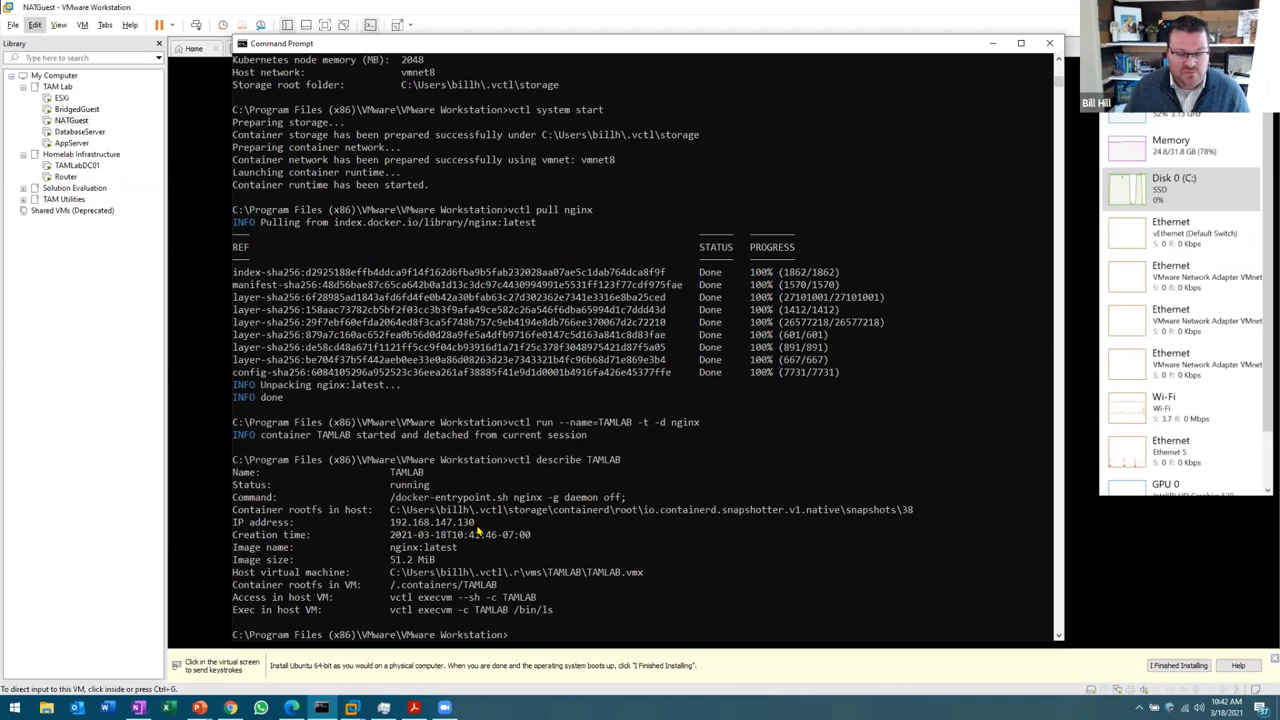 NATGuest - VMware Workstation
File Edit View VM Tabs Help
Library
Type here to search
My Computer
TAM Lab
ESXi
BridgedGuest
NATGuest
DatabaseServer
AppServer
Homelab Infrastructure
TAMLabDC01
Router
Solution Evaluation
TAM Utilities
Shared VMs (Deprecated)
Home
Command Prompt
Kubernetes node memory (MB): 2048
Host network: vmnet8
Storage root folder: C:\Users\billh\.vctl\storage
C:\Program Files (x86)\VMware\VMware Workstation>vctl system start
Preparing storage...
Container storage has been prepared successfully under C:\Users\billh\.vctl\storage
Preparing container network...
Container network has been prepared successfully using vmnet: vmnet8
Launching container runtime...
Container runtime has been started.
C:\Program Files (x86)\VMware\VMware Workstation>vctl pull nginx
INFO Pulling from index.docker.io/library/nginx:latest
REF STATUS PROGRESS
index-sha256:d2925188effb4ddca9f14f162d6fba9b5fab232028aa07ae5c1dab764dca8f9f Done 100% (1862/1862)
manifest-sha256:48d56bae87c65ca642b0a1d13c3dc97c4430994991e5531ff123f77cdf975fae Done 100% (1570/1570)
layer-sha256:6f28985ad1843afd6fd4fe0b42a30bfab63c27d302362e7341e3316e8ba25ced Done 100% (27101001/27101001)
layer-sha256:158aac73782cbc5d0c2cc3bf3f9fa49ce582c26a546cb706e0e5c67e4f9abaa7 Done 100% (1412/1412)
layer-sha256:29f7ebf60efda2064ed8f3ca5f748b757c9eb4194e8db766ee370067d2c72210 Done 100% (26577218/26577218)
layer-sha256:879a7c160ac652fea0b56d0d28a9fe5a4dfb9716fe0147c5d163aa841c8d83fae Done 100% (601/601)
layer-sha256:de58cd48a671f1121ff5cc9f04cb93916d1a9a71f25c378f3048975421d87f5a05 Done 100% (891/891)
layer-sha256:be704f37b5f442aeb0ee33e0a86d08263d23e7343321b4fc96b68d71e869e3b4 Done 100% (667/667)
config-sha256:6084105296a952523c36eea261af38885f41e9d1d0001b4916fa426e45377ffe Done 100% (7731/7731)
INFO Unpacking nginx:latest...
INFO done
C:\Program Files (x86)\VMware\VMware Workstation>vctl run --name=TAMLAB -t -d nginx
INFO container TAMLAB started and detached from current session
C:\Program Files (x86)\VMware\VMware Workstation>vctl describe TAMLAB
Name: TAMLAB
Status: running
Command: /docker-entrypoint.sh nginx -g daemon off;
Container rootfs in host: C:\Users\billh\.vctl\storage\containerd\root\io.containerd.snapshotter.v1.native\snapshots\38
IP address: 192.168.147.130
Creation time: 2021-03-18T10:41:46-07:00
Image name: nginx:latest
Image size: 51.2 MiB
Host virtual machine: C:\Users\billh\.vctl\.r\vms\TAMLAB\TAMLAB.vmx
Container rootfs in VM: /.containers/TAMLAB
Access in host VM: vctl execvm --sh -c TAMLAB
Exec in host VM: vctl execvm -c TAMLAB /bin/ls
C:\Program Files (x86)\VMware\VMware Workstation>
Bill Hill
52% 3.13 GHz
Memory
24.8/31.8 GB (78%)
Disk 0 (C:)
SSD
0%
Ethernet
vEthernet (Default Switch)
S: 0 R: 0 Kbps
Ethernet
VMware Network Adapter VMnet
S: 0 R: 0 Kbps
Ethernet
VMware Network Adapter VMnet
S: 0 R: 0 Kbps
Ethernet
VMware Network Adapter VMnet
S: 0 R: 0 Kbps
Wi-Fi
Wi-Fi
S: 3.7 R: 0 Mbps
Ethernet
Ethernet 5
S: 0 R: 0 Kbps
GPU 0
Click in the virtual screen
to send keystrokes
Install Ubuntu 64-bit as you would on a physical computer. When you are done and the operating system boots up, click "I Finished Installing".
I Finished Installing
Help
To direct input to this VM, click inside or press Ctrl+G.
10:42 AM
3/18/2021
37